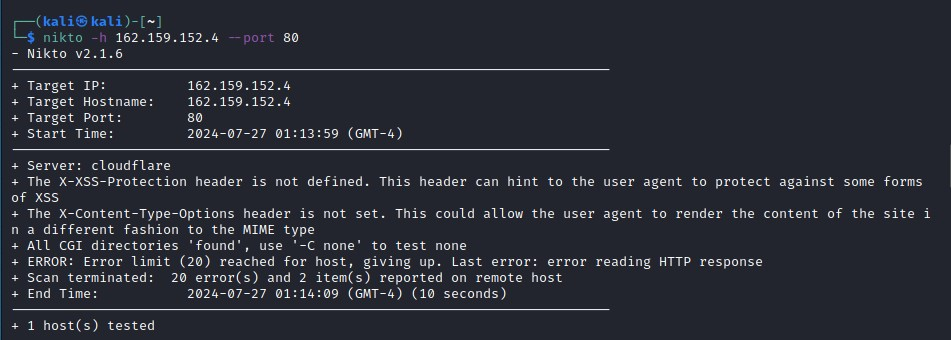 ┌──(kali㉿kali)-[~]
└─$ nikto -h 162.159.152.4 --port 80
- Nikto v2.1.6
+ Target IP:          162.159.152.4
+ Target Hostname:    162.159.152.4
+ Target Port:        80
+ Start Time:         2024-07-27 01:13:59 (GMT-4)
+ Server: cloudflare
+ The X-XSS-Protection header is not defined. This header can hint to the user agent to protect against some forms
of XSS
+ The X-Content-Type-Options header is not set. This could allow the user agent to render the content of the site i
n a different fashion to the MIME type
+ All CGI directories 'found', use '-C none' to test none
+ ERROR: Error limit (20) reached for host, giving up. Last error: error reading HTTP response
+ Scan terminated:  20 error(s) and 2 item(s) reported on remote host
+ End Time:           2024-07-27 01:14:09 (GMT-4) (10 seconds)
+ 1 host(s) tested